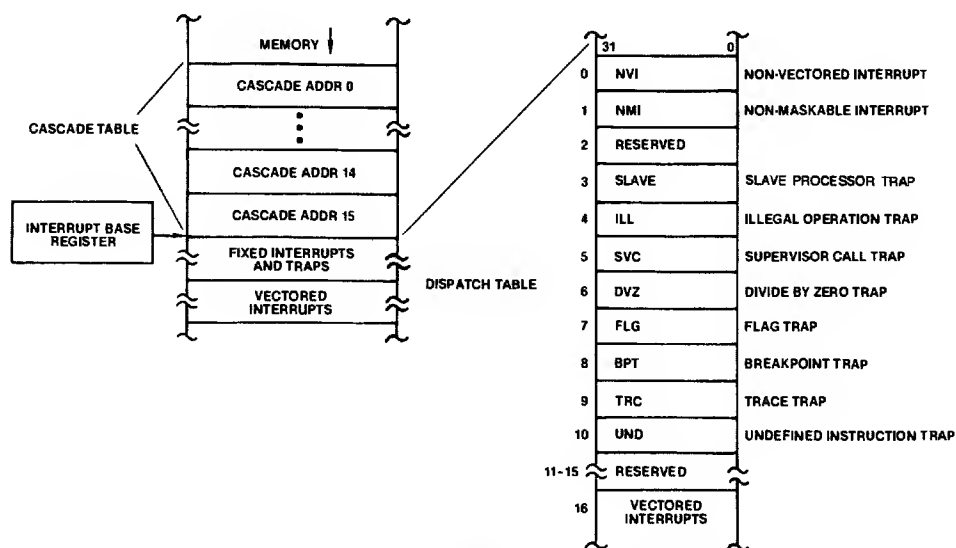 MEMORY
CASCADE ADDR 0
CASCADE TABLE
CASCADE ADDR 14
CASCADE ADDR 15
INTERRUPT BASE
REGISTER
FIXED INTERRUPTS
AND TRAPS
DISPATCH TABLE
VECTORED
INTERRUPTS
31 0
0 NVI NON-VECTORED INTERRUPT
1 NMI NON-MASKABLE INTERRUPT
2 RESERVED
3 SLAVE SLAVE PROCESSOR TRAP
4 ILL ILLEGAL OPERATION TRAP
5 SVC SUPERVISOR CALL TRAP
6 DVZ DIVIDE BY ZERO TRAP
7 FLG FLAG TRAP
8 BPT BREAKPOINT TRAP
9 TRC TRACE TRAP
10 UND UNDEFINED INSTRUCTION TRAP
11-15 RESERVED
16 VECTORED
INTERRUPTS